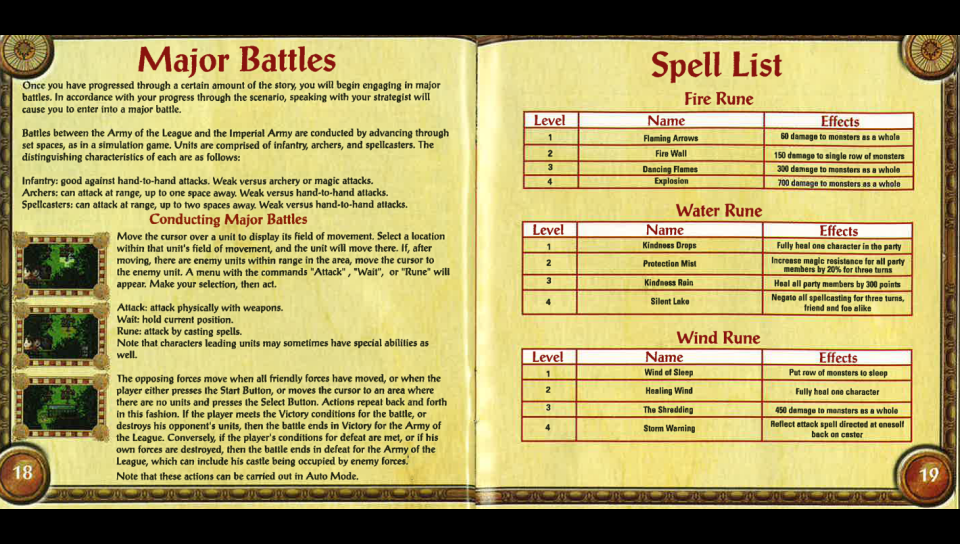 Major Battles
Once you have progressed through a certain amount of the story, you will begin engaging in major
battles. In accordance with your progress through the scenario, speaking with your strategist will
cause you to enter into a major battle.
Battles between the Army of the League and the Imperial Army are conducted by advancing through
set spaces, as in a simulation game. Units are comprised of infantry, archers, and spellcasters. The
distinguishing characteristics of each are as follows:
Infantry: good against hand-to-hand attacks. Weak versus archery or magic attacks.
Archers: can attack at range, up to one space away. Weak versus hand-to-hand attacks.
Spellcasters: can attack at range, up to two spaces away. Weak versus hand-to-hand attacks.
Conducting Major Battles
Move the cursor over a unit to display its field of movement. Select a location
within that unit's field of movement, and the unit will move there. If, after
moving, there are enemy units within range in the area, move the cursor to
the enemy unit. A menu with the commands "Attack" , "Wait", or "Rune" will
appear. Make your selection, then act.
Attack: attack physically with weapons.
Wait: hold current position.
Rune: attack by casting spells.
Note that characters leading units may sometimes have special abilities as
well.
The opposing forces move when all friendly forces have moved, or when the
player either presses the Start Button, or moves the cursor to an area where
there are no units and presses the Select Button. Actions repeat back and forth
in this fashion. If the player meets the Victory conditions for the battle, or
destroys his opponent's units, then the battle ends in Victory for the Army of
the League. Conversely, if the player's conditions for defeat are met, or if his
own forces are destroyed, then the battle ends in defeat for the Army of the
League, which can include his castle being occupied by enemy forces.
Note that these actions can be carried out in Auto Mode.
18
Spell List
Fire Rune
Level Name Effects
1 Flaming Arrows 60 damage to monsters as a whole
2 Fire Wall 150 damage to single row of monsters
3 Dancing Flames 300 damage to monsters as a whole
4 Explosion 700 damage to monsters as a whole
Water Rune
Level Name Effects
1 Kindness Drops Fully heal one character in the party
2 Protection Mist Increase magic resistance for all party
members by 20% for three turns
3 Kindness Rain Heal all party members by 300 points
4 Silent Lake Negate all spellcasting for three turns,
friend and foe alike
Wind Rune
Level Name Effects
1 Wind of Sleep Put row of monsters to sleep
2 Healing Wind Fully heal one character
3 The Shredding 450 damage to monsters as a whole
4 Storm Warning Reflect attack spell directed at oneself
back on caster
19